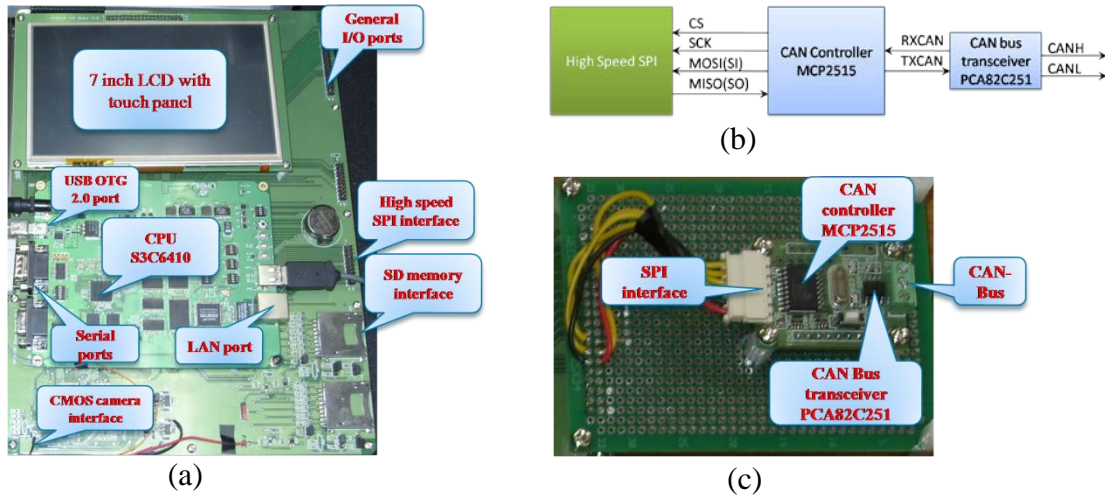 General
I/O ports
7 inch LCD with
touch panel
USB OTG
2.0 port
CPU
S3C6410
High speed
SPI interface
SD memory
interface
Serial
ports
LAN port
CMOS camera
interface
(a)
High Speed SPI
CS
SCK
MOSI(SI)
MISO(SO)
CAN Controller
MCP2515
RXCAN
TXCAN
CAN bus
transceiver
PCA82C251
CANH
CANL
(b)
CAN
controller
MCP2515
SPI
interface
CAN-
Bus
CAN Bus
transceiver
PCA82C251
(c)